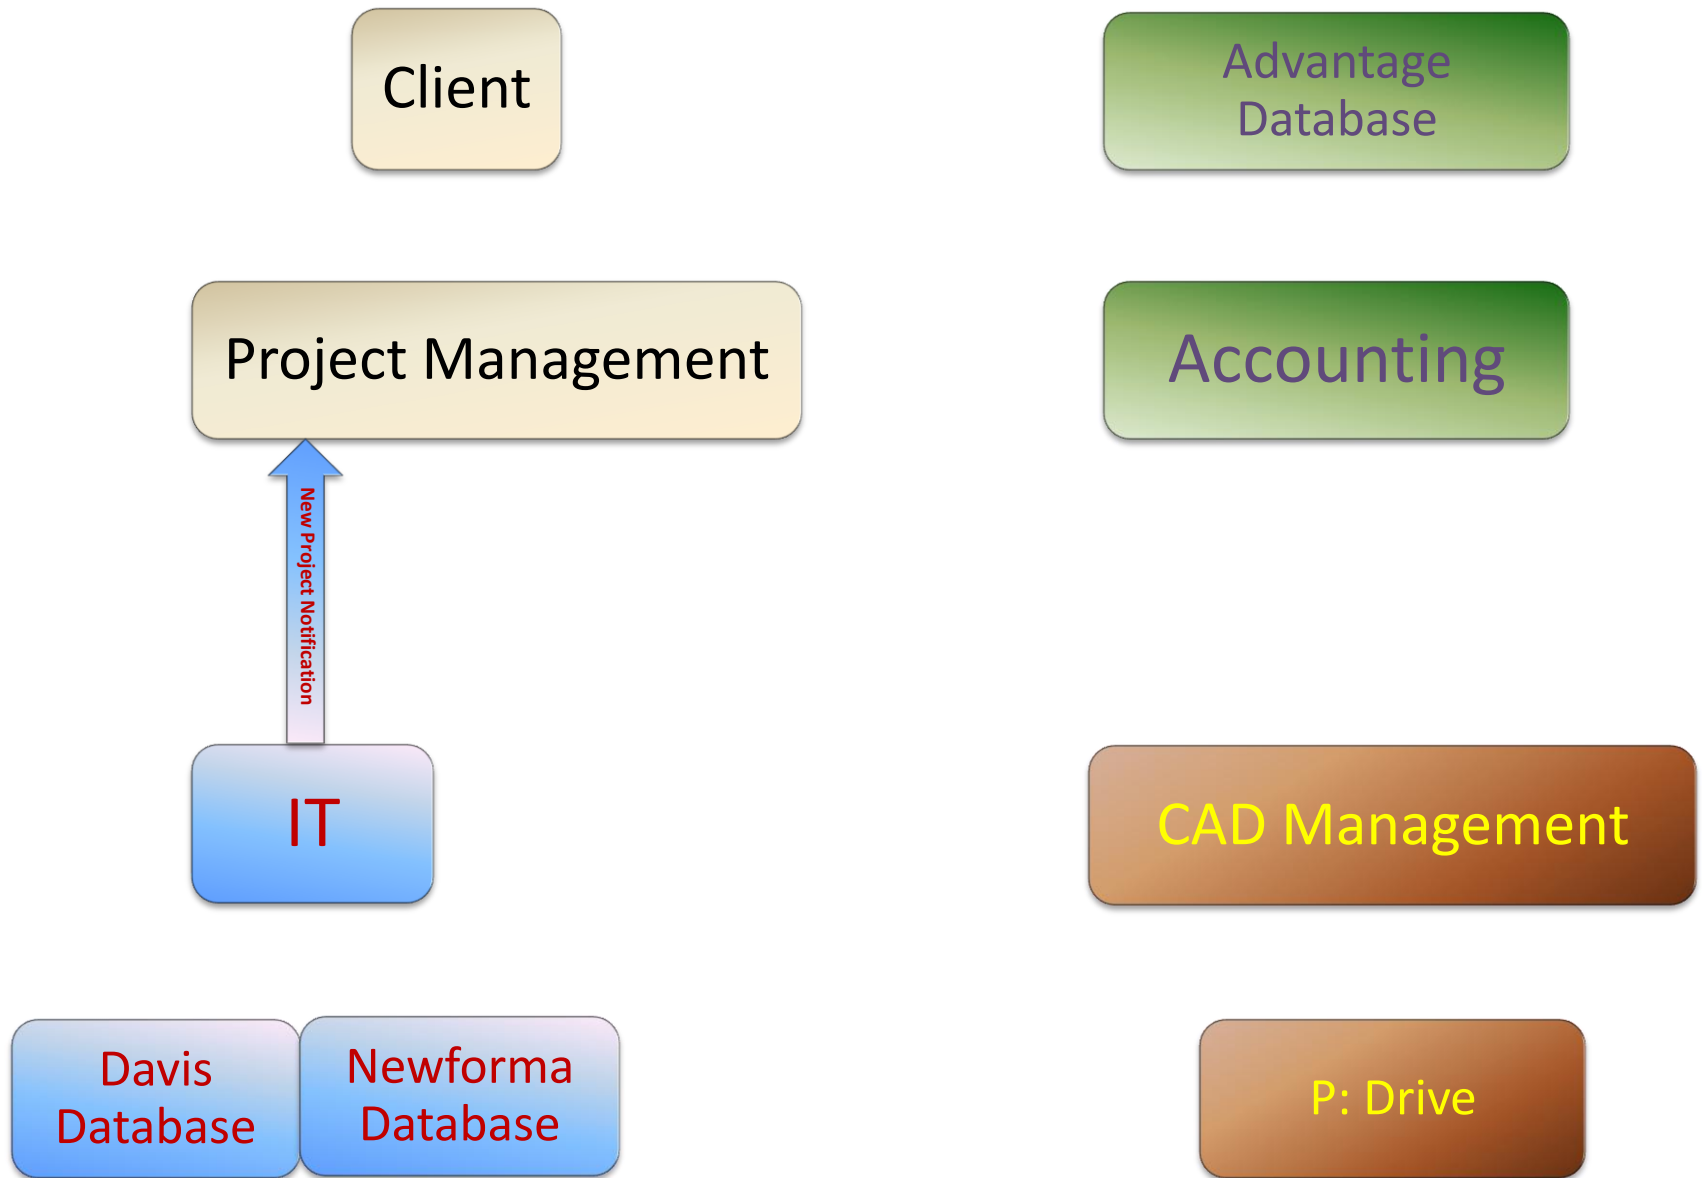 Client
Advantage
Database
Project Management
Accounting
New Project Notification
IT
CAD Management
Davis
Database
Newforma
Database
P: Drive